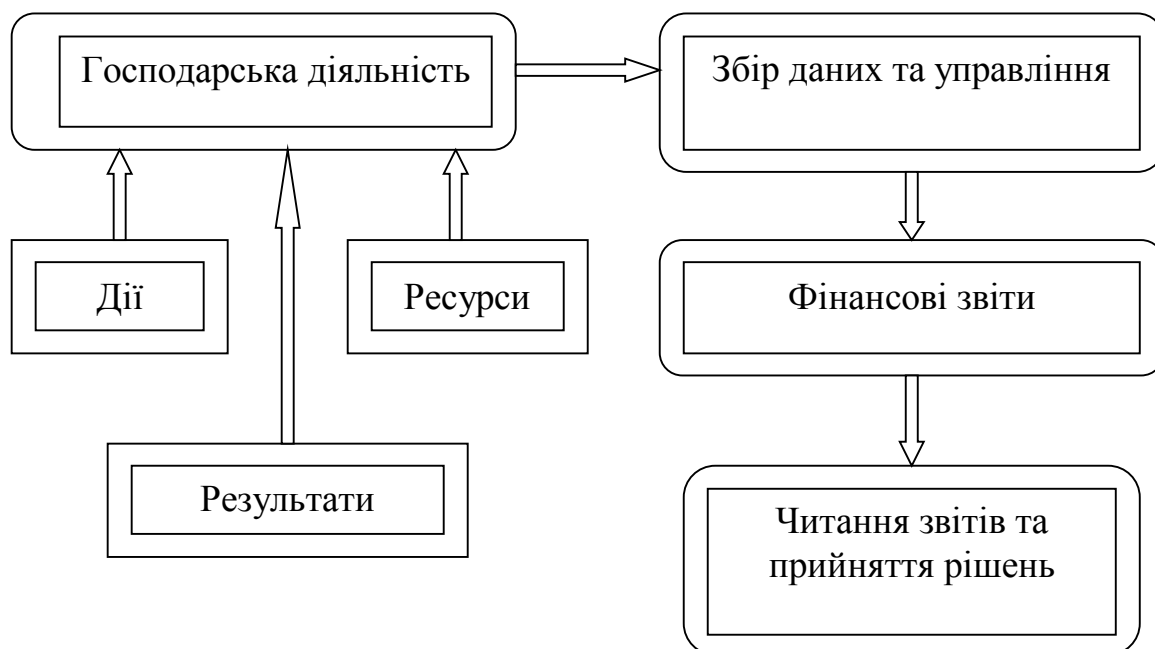 Господарська діяльність
Збір даних та управління
Дії
Ресурси
Фінансові звіти
Результати
Читання звітів та
прийняття рішень